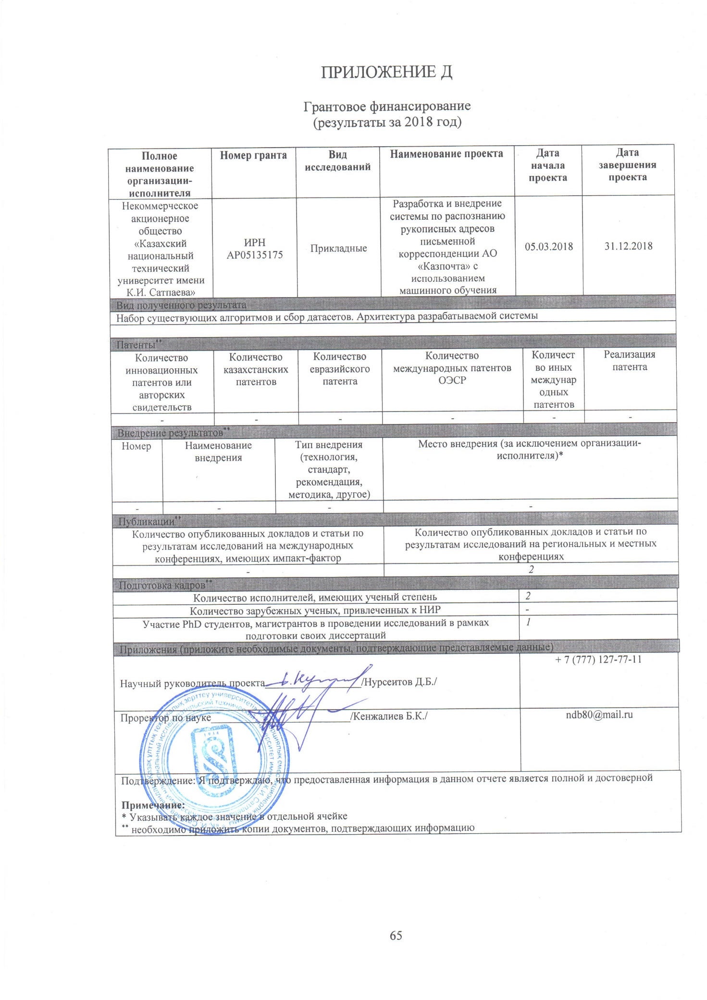 ПРИЛОЖЕНИЕ Д
Грантовое финансирование
(результаты за 2018 год)
Полное
наименование
организации-
исполнителя
Номер гранта
Вид
исследований
Наименование проекта
Дата
начала
проекта
Дата
завершения
проекта
Некоммерческое
акционерное
общество
«Казахский
национальный
технический
университет имени
К.И. Сатпаева»
ИРН
АР05135175
Прикладные
Разработка и внедрение
системы по распознанию
рукописных адресов
письменной
корреспонденции АО
«Казпочта» с
использованием
машинного обучения
05.03.2018
31.12.2018
Вид полученного результата
Набор существующих алгоритмов и сбор датасетов. Архитектура разрабатываемой системы
Патенты**
Количество
инновационных
патентов или
авторских
свидетельств
Количество
казахстанских
патентов
Количество
евразийского
патента
Количество
международных патентов
ОЭСР
Количест
во иных
междунар
одных
патентов
Реализация
патента
- - - - - -
Внедрение результатов**
Номер
Наименование
внедрения
Тип внедрения
(технология,
стандарт,
рекомендация,
методика, другое)
Место внедрения (за исключением организации-
исполнителя)*
- - - -
Публикации**
Количество опубликованных докладов и статьи по
результатам исследований на международных
конференциях, имеющих импакт-фактор
Количество опубликованных докладов и статьи по
результатам исследований на региональных и местных
конференциях
- 2
Подготовка кадров**
Количество исполнителей, имеющих ученый степень 2
Количество зарубежных ученых, привлеченных к НИР -
Участие PhD студентов, магистрантов в проведении исследований в рамках
подготовки своих диссертаций
1
Приложения (приложите необходимые документы, подтверждающие представляемые данные)
+ 7 (777) 127-77-11
Научный руководитель проекта__________________/Нурсеитов Д.Б./
Проректор по науке__________________________/Кенжалиев Б.К./
ndb80@mail.ru
1934
Подтверждение: Я подтверждаю, что предоставленная информация в данном отчете является полной и достоверной
Примечание:
* Указывать каждое значение в отдельной ячейке
** необходимо приложить копии документов, подтверждающих информацию
65